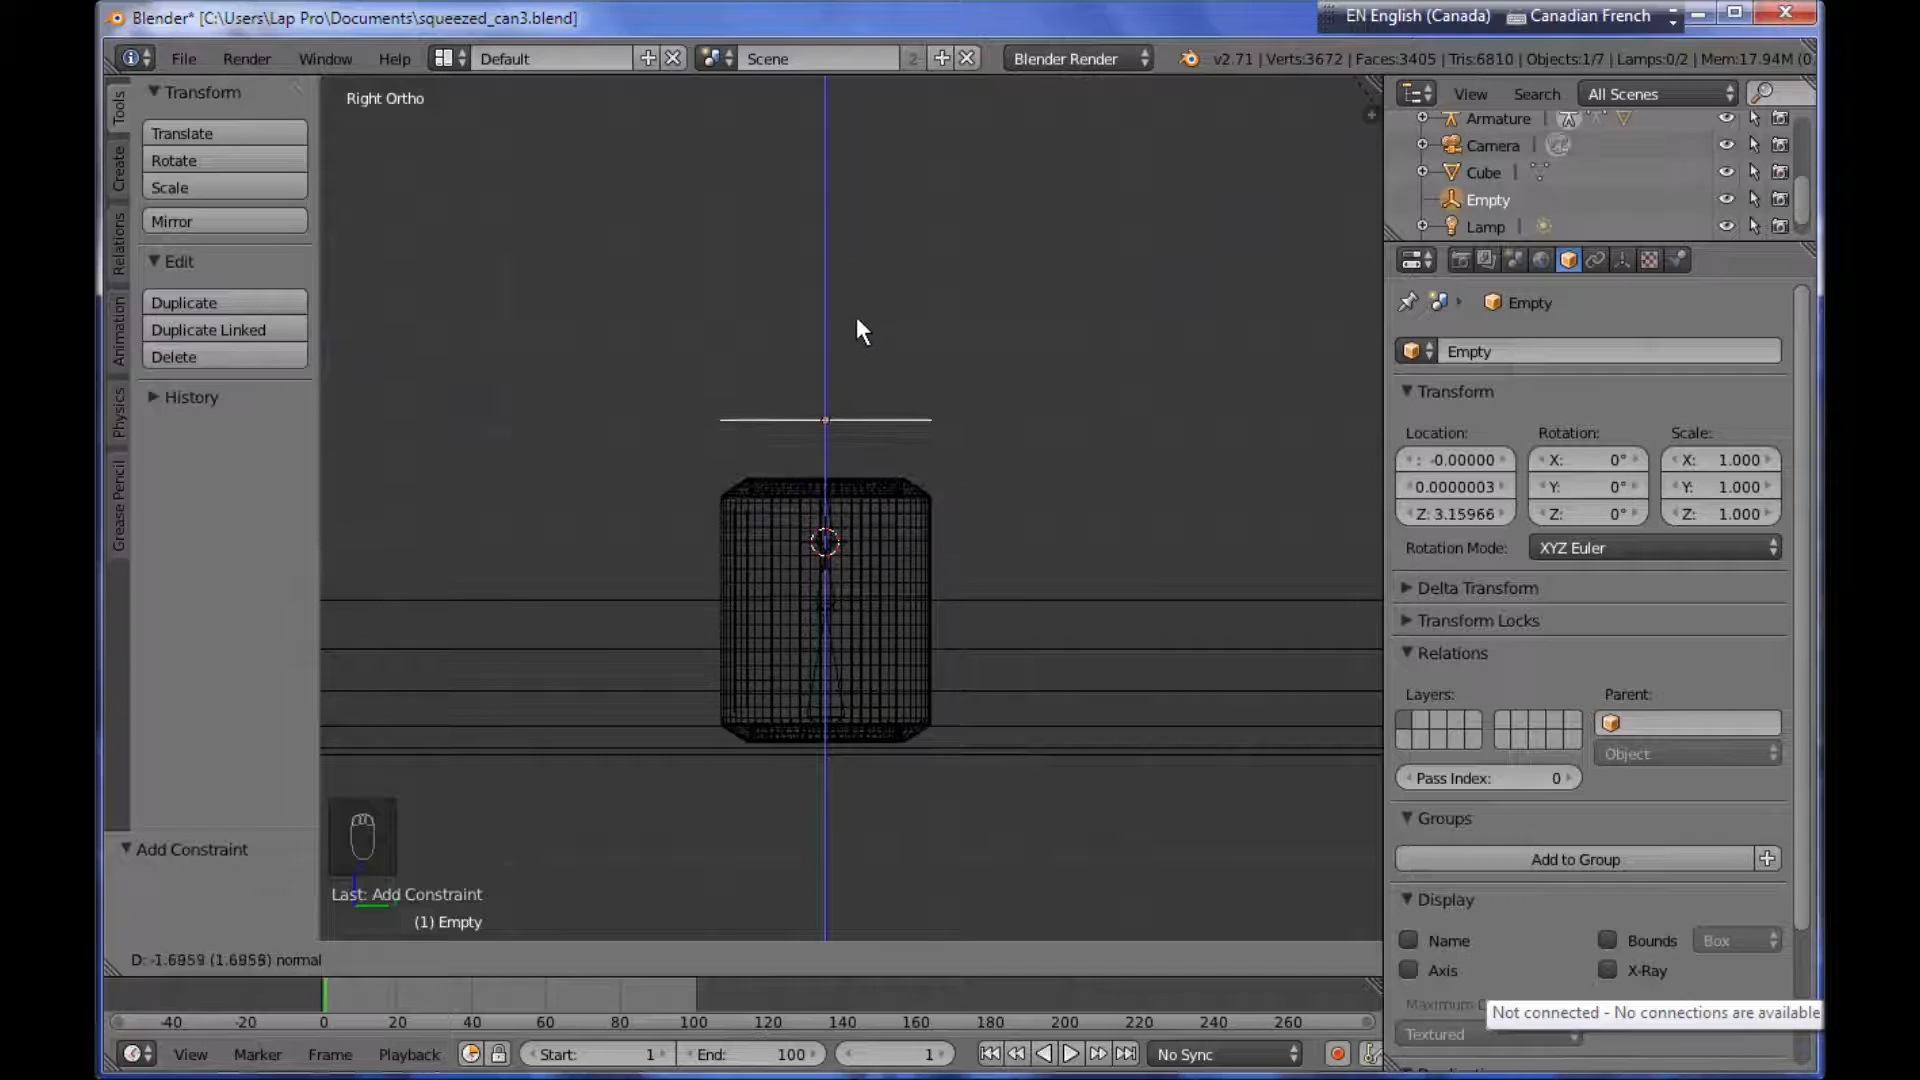 Blender* [C:\Users\Lap Pro\Documents\squeezed_can3.blend]
EN English (Canada) Canadian French
File Render Window Help Default Scene 2 Blender Render v2.71 | Verts:3672 | Faces:3405 | Tris:6810 | Objects:1/7 | Lamps:0/2 | Mem:17.94M (0.
Tools
Create
Relations
Animation
Physics
Grease Pencil
Transform
Translate
Rotate
Scale
Mirror
Edit
Duplicate
Duplicate Linked
Delete
History
Add Constraint
Right Ortho
Last: Add Constraint
(1) Empty
D: -1.6959 (1.6958) normal
View Search All Scenes
Armature
Camera
Cube
Empty
Lamp
Empty
Empty
Transform
Location: Rotation: Scale:
: -0.00000 X: 0° X: 1.000
0.0000003 Y: 0° Y: 1.000
Z: 3.15966 Z: 0° Z: 1.000
Rotation Mode: XYZ Euler
Delta Transform
Transform Locks
Relations
Layers: Parent:
Object
Pass Index: 0
Groups
Add to Group
Display
Name Bounds Box
Axis X-Ray
Not connected - No connections are available
Textured
-40 -20 0 20 40 60 80 100 120 140 160 180 200 220 240 260
View Marker Frame Playback Start: 1 End: 100 1 No Sync